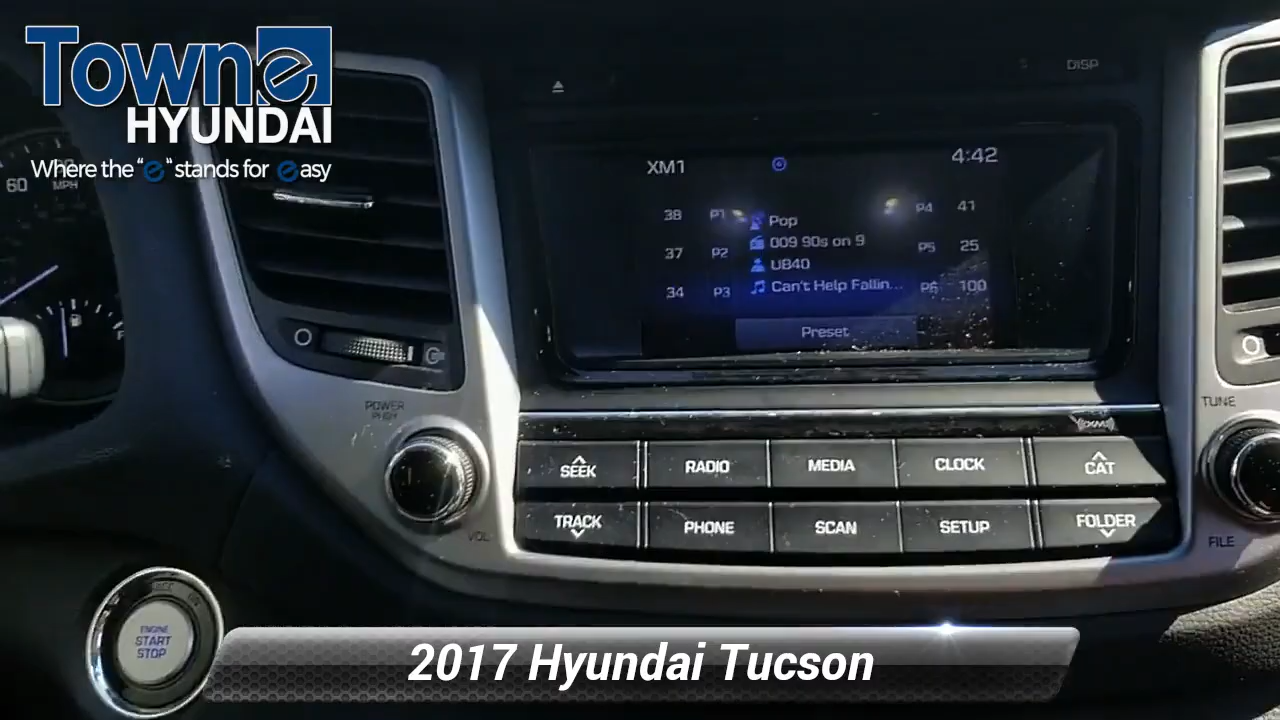 Towne
HYUNDAI
Where the "e" stands for easy
60
MPH
F
DISP
XM1
4:42
38 P1
37 P2
34 P3
Pop
009 90s on 9
UB40
Can't Help Fallin...
P4 41
P5 25
P6 100
Preset
POWER
PUSH
VOL
TUNE
FILE
((XM))
SEEK RADIO MEDIA CLOCK CAT
TRACK PHONE SCAN SETUP FOLDER
ENGINE
START
STOP
2017 Hyundai Tucson